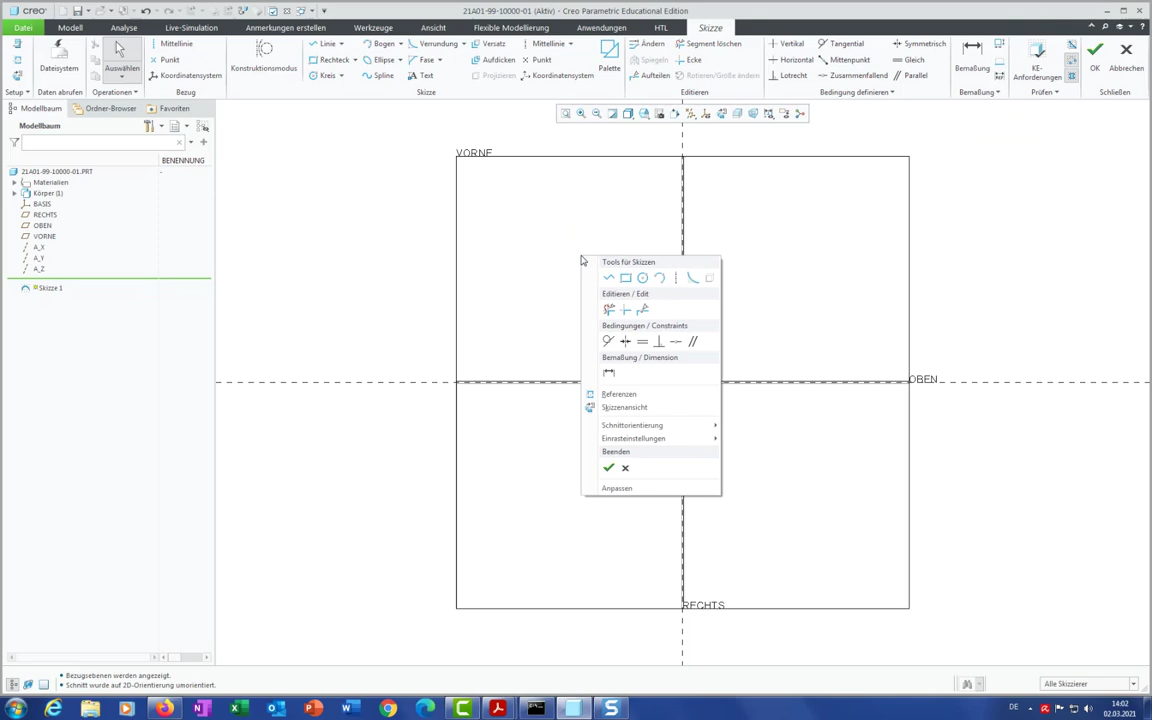 creo
21A01-99-10000-01 (Aktiv) - Creo Parametric Educational Edition
Datei Modell Analyse Live-Simulation Anmerkungen erstellen Werkzeuge Ansicht Flexible Modellierung Anwendungen HTL Skizze
Mittellinie Linie Bogen Verrundung Versatz Mittellinie Ändern Segment löschen Vertikal Tangential Symmetrisch
Punkt Rechteck Ellipse Fase Aufdicken Punkt Spiegeln Ecke Horizontal Mittelpunkt Gleich
Dateisystem Auswählen Koordinatensystem Konstruktionsmodus Kreis Spline Text Projizieren Koordinatensystem Palette Aufteilen Rotieren/Größe ändern Lotrecht Zusammenfallend Parallel Bemaßung KE-Anforderungen OK Abbrechen
Setup Daten abrufen Operationen Bezug Skizze Editieren Bedingung definieren Bemaßung Prüfen Schließen
Modellbaum Ordner-Browser Favoriten
Modellbaum
BENENNUNG
21A01-99-10000-01.PRT
Materialien
Körper (1)
BASIS
RECHTS
OBEN
VORNE
A_X
A_Y
A_Z
Skizze 1
VORNE
OBEN
RECHTS
Tools für Skizzen
Editieren / Edit
Bedingungen / Constraints
Bemaßung / Dimension
Referenzen
Skizzenansicht
Schnittorientierung
Einrasteinstellungen
Beenden
Anpassen
• Bezugsebenen werden angezeigt.
• Schnitt wurde auf 2D-Orientierung umorientiert.
Alle Skizzierer
DE
14:02
02.03.2021